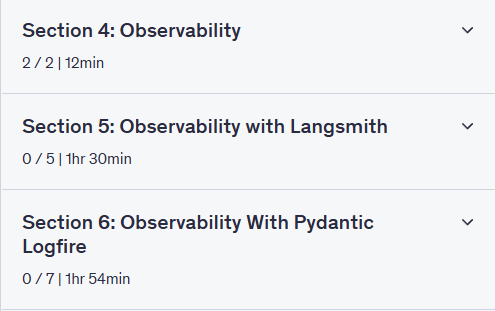 Section 4: Observability
2 / 2 | 12min
Section 5: Observability with Langsmith
0 / 5 | 1hr 30min
Section 6: Observability With Pydantic
Logfire
0 / 7 | 1hr 54min